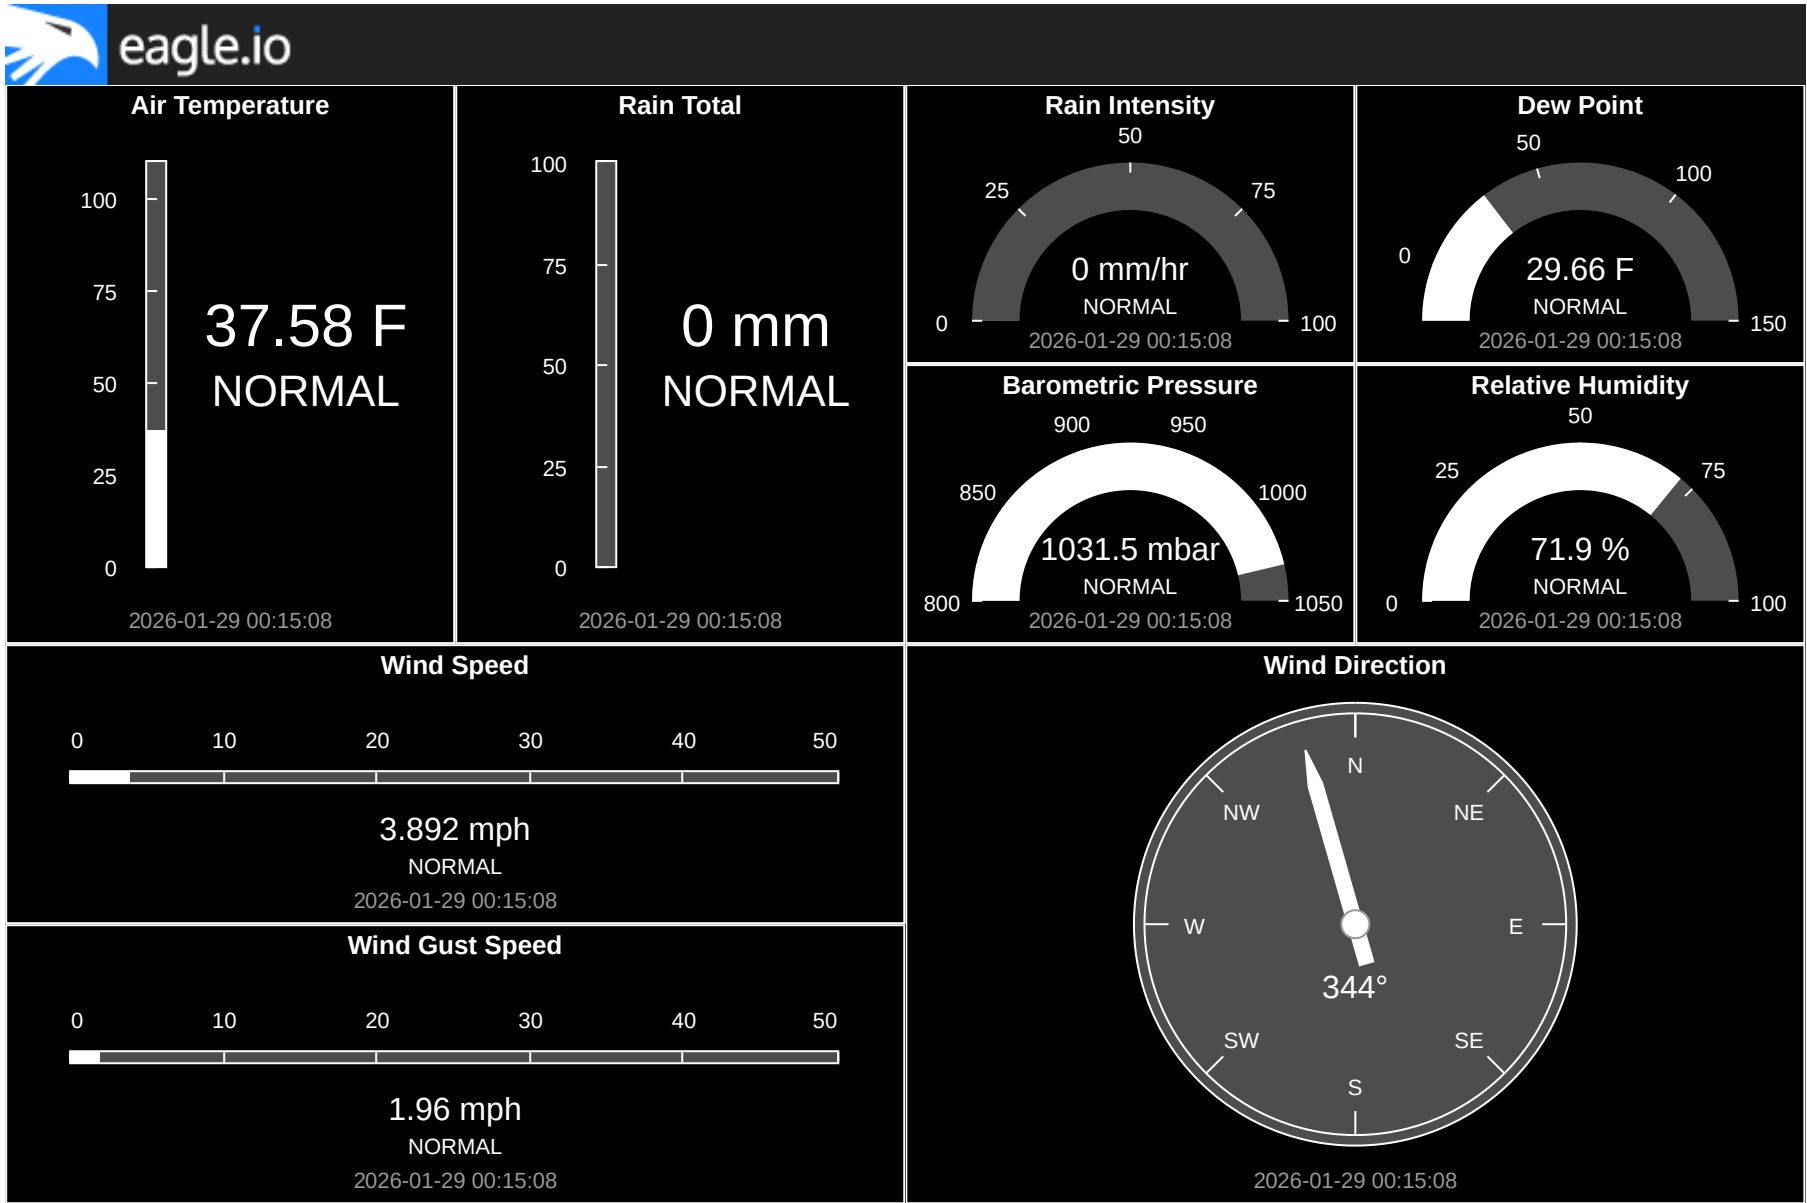 eagle.io
Air Temperature
100
75
50
25
0
37.58 F
NORMAL
2026-01-29 00:15:08
Rain Total
100
75
50
25
0
0 mm
NORMAL
2026-01-29 00:15:08
Rain Intensity
0
25
50
75
100
0 mm/hr
NORMAL
2026-01-29 00:15:08
Dew Point
0
50
100
150
29.66 F
NORMAL
2026-01-29 00:15:08
Barometric Pressure
800
850
900
950
1000
1050
1031.5 mbar
NORMAL
2026-01-29 00:15:08
Relative Humidity
0
25
50
75
100
71.9 %
NORMAL
2026-01-29 00:15:08
Wind Speed
0 10 20 30 40 50
3.892 mph
NORMAL
2026-01-29 00:15:08
Wind Gust Speed
0 10 20 30 40 50
1.96 mph
NORMAL
2026-01-29 00:15:08
Wind Direction
N
NW NE
W E
344°
SW SE
S
2026-01-29 00:15:08